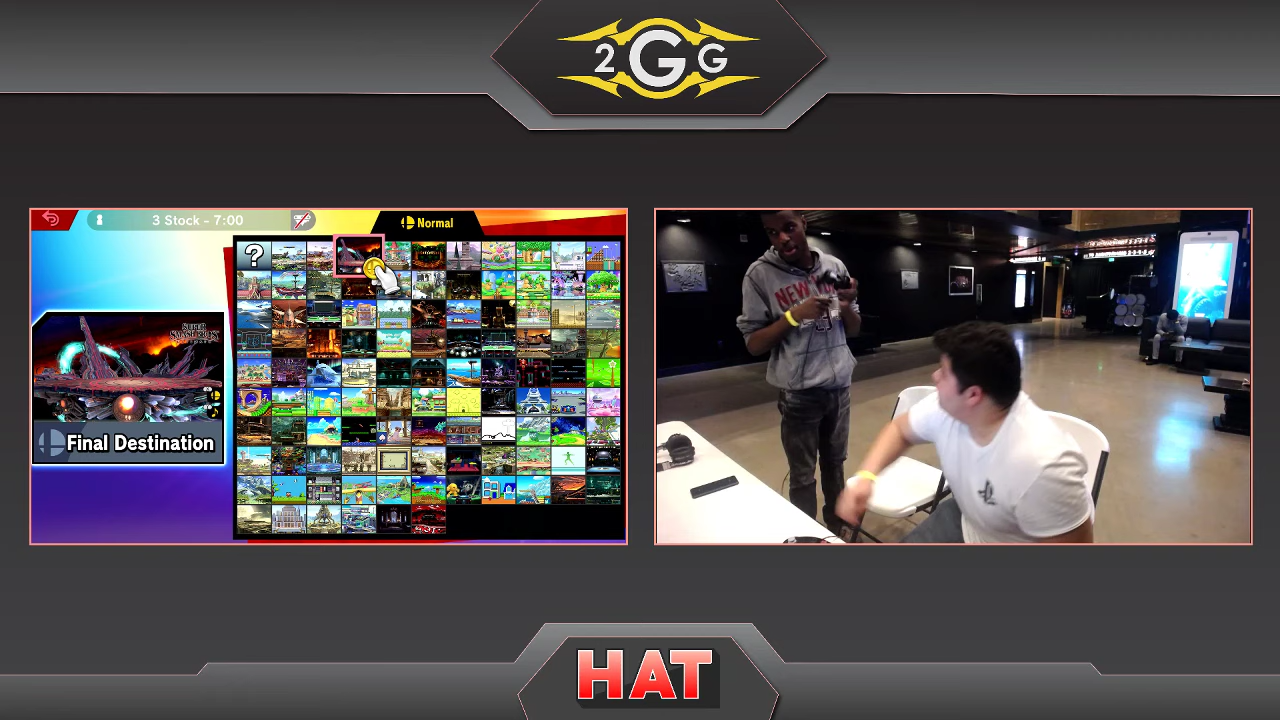 2GG
3 Stock - 7:00
Normal
?
SUPER
SMASH BROS.
Final Destination
NEW
HAT